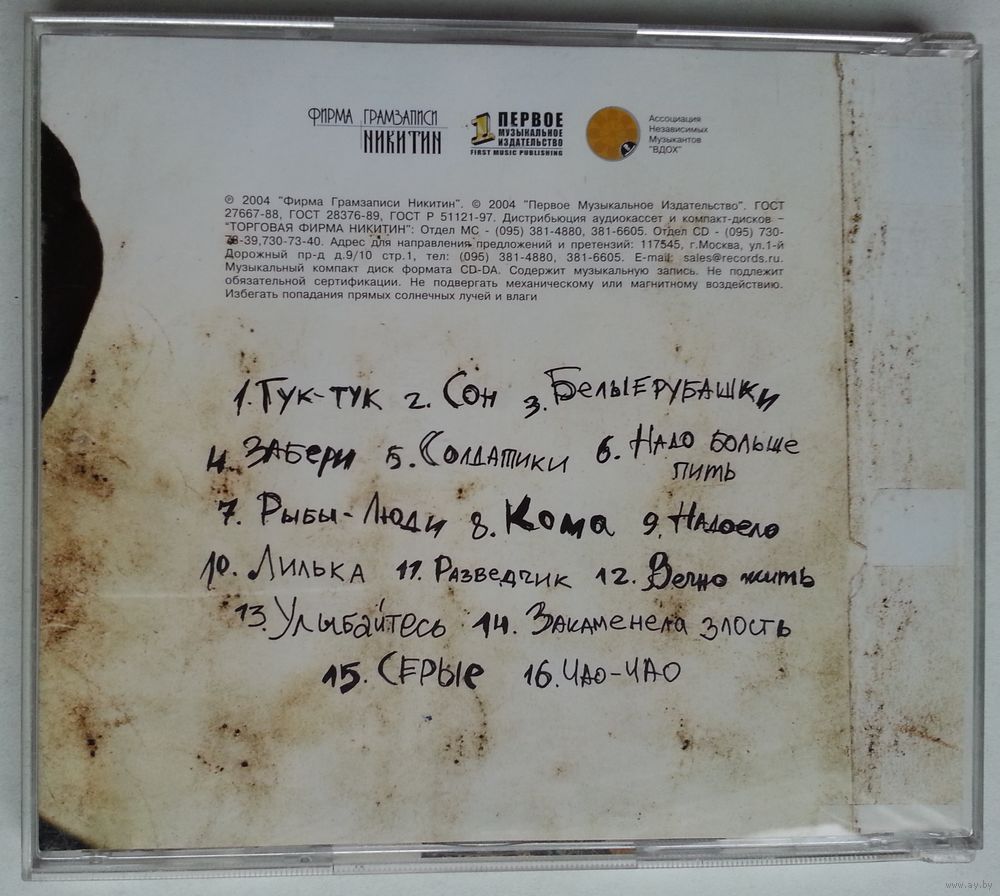 ФИРМА ГРАМЗАПИСИ
НИКИТИН
1 ПЕРВОЕ
МУЗЫКАЛЬНОЕ
ИЗДАТЕЛЬСТВО
FIRST MUSIC PUBLISHING
Ассоциация
Независимых
Музыкантов
"ВДОХ"
℗ 2004 "Фирма Грамзаписи Никитин". © 2004 "Первое Музыкальное Издательство". ГОСТ
27667-88, ГОСТ 28376-89, ГОСТ Р 51121-97. Дистрибьюция аудиокассет и компакт-дисков –
"ТОРГОВАЯ ФИРМА НИКИТИН": Отдел МС - (095) 381-4880, 381-6605. Отдел CD - (095) 730-
73-39,730-73-40. Адрес для направления предложений и претензий: 117545, г.Москва, ул.1-й
Дорожный пр-д д.9/10 стр.1, тел: (095) 381-4880, 381-6605. E-mail: sales@records.ru.
Музыкальный компакт диск формата CD-DA. Содержит музыкальную запись. Не подлежит
обязательной сертификации. Не подвергать механическому или магнитному воздействию.
Избегать попадания прямых солнечных лучей и влаги
1. Тук-тук 2. Сон 3. Белыерубашки
4. Забери 5. Солдатики 6. Надо больше
пить
7. Рыбы-Люди 8. Кома 9. Надоело
10. Лилька 11. Разведчик 12. Вечно жить
13. Улыбайтесь 14. Закаменела злость
15. Серые 16. Чао-чао
www.ay.by